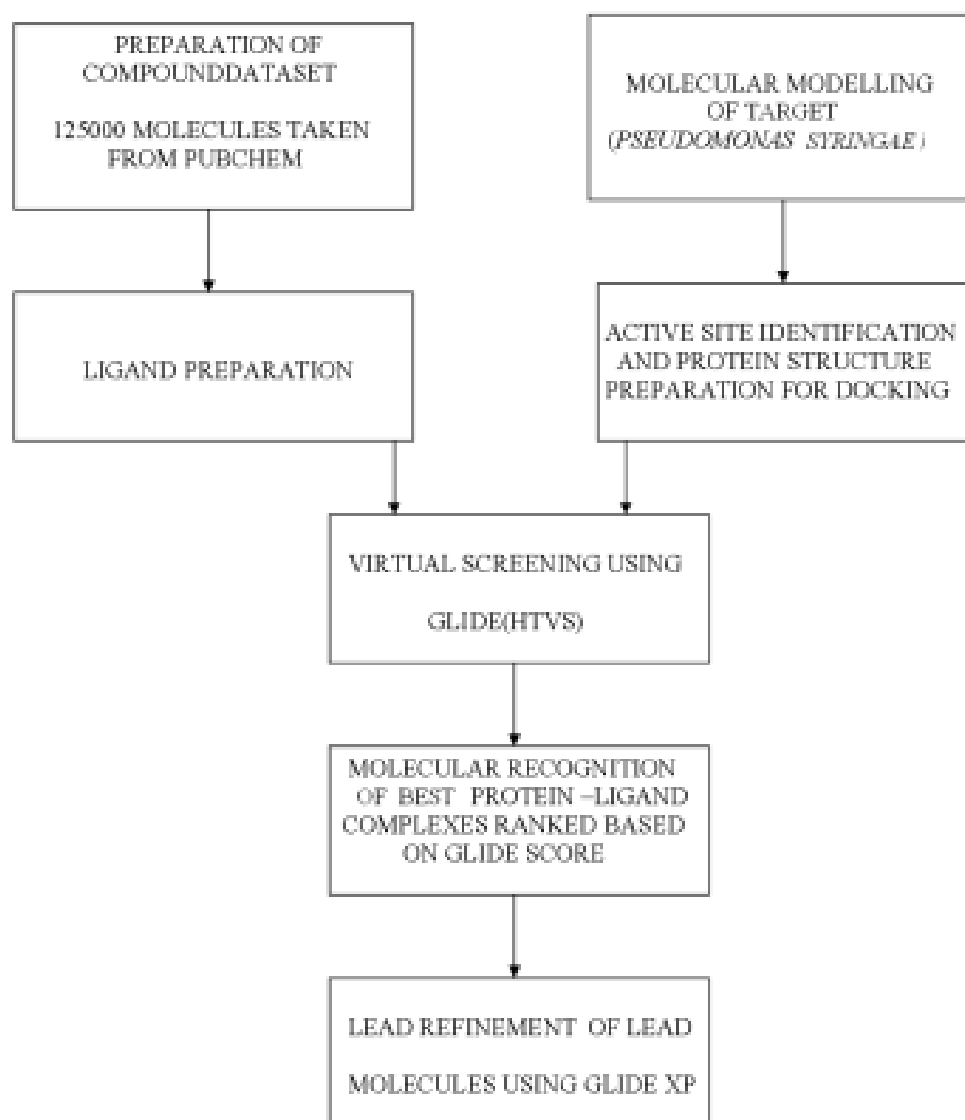 PREPARATION OF
COMPOUNDDATASET
125000 MOLECULES TAKEN
FROM PUBCHEM
MOLECULAR MODELLING
OF TARGET
(PSEUDOMONAS SYRINGAE)
LIGAND PREPARATION
ACTIVE SITE IDENTIFICATION
AND PROTEIN STRUCTURE
PREPARATION FOR DOCKING
VIRTUAL SCREENING USING
GLIDE(HTVS)
MOLECULAR RECOGNITION
OF BEST PROTEIN –LIGAND
COMPLEXES RANKED BASED
ON GLIDE SCORE
LEAD REFINEMENT OF LEAD
MOLECULES USING GLIDE XP